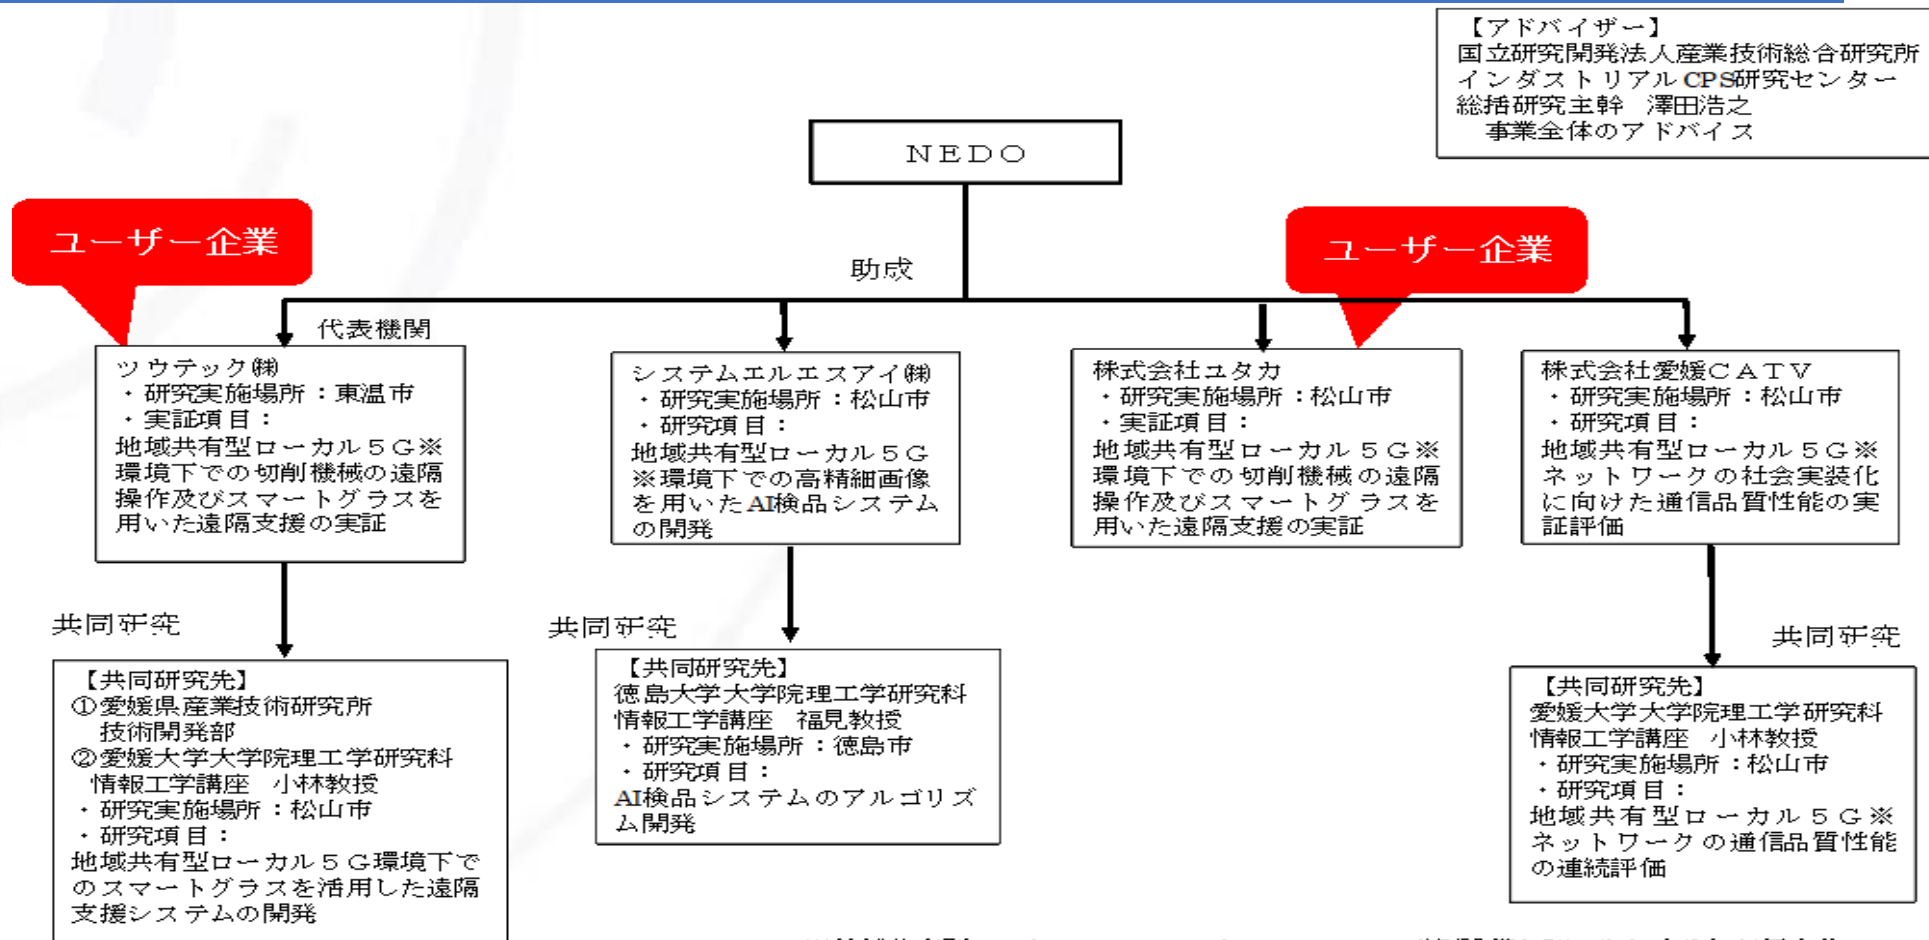 【アドバイザー】
国立研究開発法人産業技術総合研究所
インダストリアルCPS研究センター
総括研究主幹　澤田浩之
事業全体のアドバイス
ＮＥＤＯ
ユーザー企業
ユーザー企業
助成
代表機関
ツウテック㈱
・研究実施場所：東温市
・実証項目：
地域共有型ローカル５Ｇ※
環境下での切削機械の遠隔
操作及びスマートグラスを
用いた遠隔支援の実証
システムエルエスアイ㈱
・研究実施場所：松山市
・研究項目：
地域共有型ローカル５Ｇ
※環境下での高精細画像
を用いたAI検品システム
の開発
株式会社ユタカ
・研究実施場所：松山市
・実証項目：
地域共有型ローカル５Ｇ※
環境下での切削機械の遠隔
操作及びスマートグラスを
用いた遠隔支援の実証
株式会社愛媛ＣＡＴＶ
・研究実施場所：松山市
・研究項目：
地域共有型ローカル５Ｇ※
ネットワークの社会実装化
に向けた通信品質性能の実
証評価
共同研究
共同研究
共同研究
【共同研究先】
①愛媛県産業技術研究所
技術開発部
②愛媛大学大学院理工学研究科
情報工学講座　小林教授
・研究実施場所：松山市
・研究項目：
地域共有型ローカル５Ｇ環境下で
のスマートグラスを活用した遠隔
支援システムの開発
【共同研究先】
徳島大学大学院理工学研究科
情報工学講座　福見教授
・研究実施場所：徳島市
・研究項目：
AI検品システムのアルゴリズ
ム開発
【共同研究先】
愛媛大学大学院理工学研究科
情報工学講座　小林教授
・研究実施場所：松山市
・研究項目：
地域共有型ローカル５Ｇ※
ネットワークの通信品質性能
の連続評価